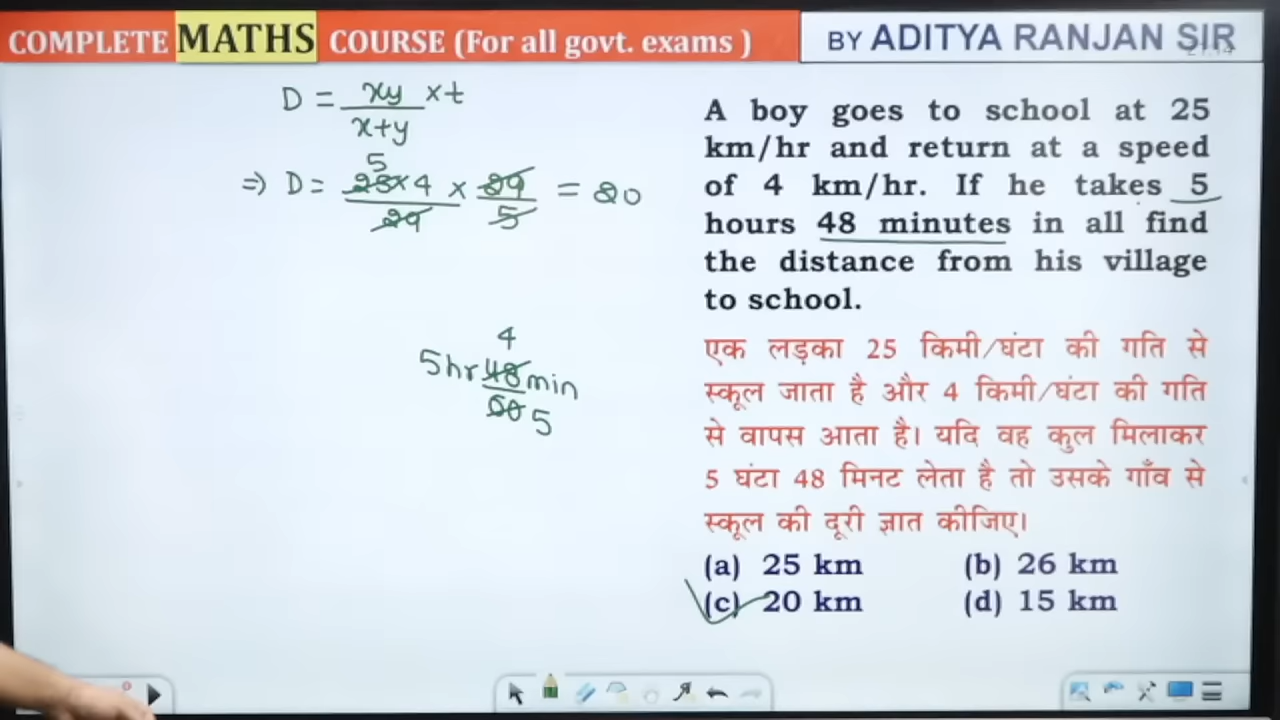 COMPLETE MATHS COURSE (For all govt. exams )
BY ADITYA RANJAN SIR
D = xy/x+y × t
⇒ D = 25×4/29 × 29/5 = 20
5
5hr 48/60 min
4
5
A boy goes to school at 25
km/hr and return at a speed
of 4 km/hr. If he takes 5
hours 48 minutes in all find
the distance from his village
to school.
एक लड़का 25 किमी/घंटा की गति से
स्कूल जाता है और 4 किमी/घंटा की गति
से वापस आता है। यदि वह कुल मिलाकर
5 घंटा 48 मिनट लेता है तो उसके गाँव से
स्कूल की दूरी ज्ञात कीजिए।
(a) 25 km (b) 26 km
(c) 20 km (d) 15 km